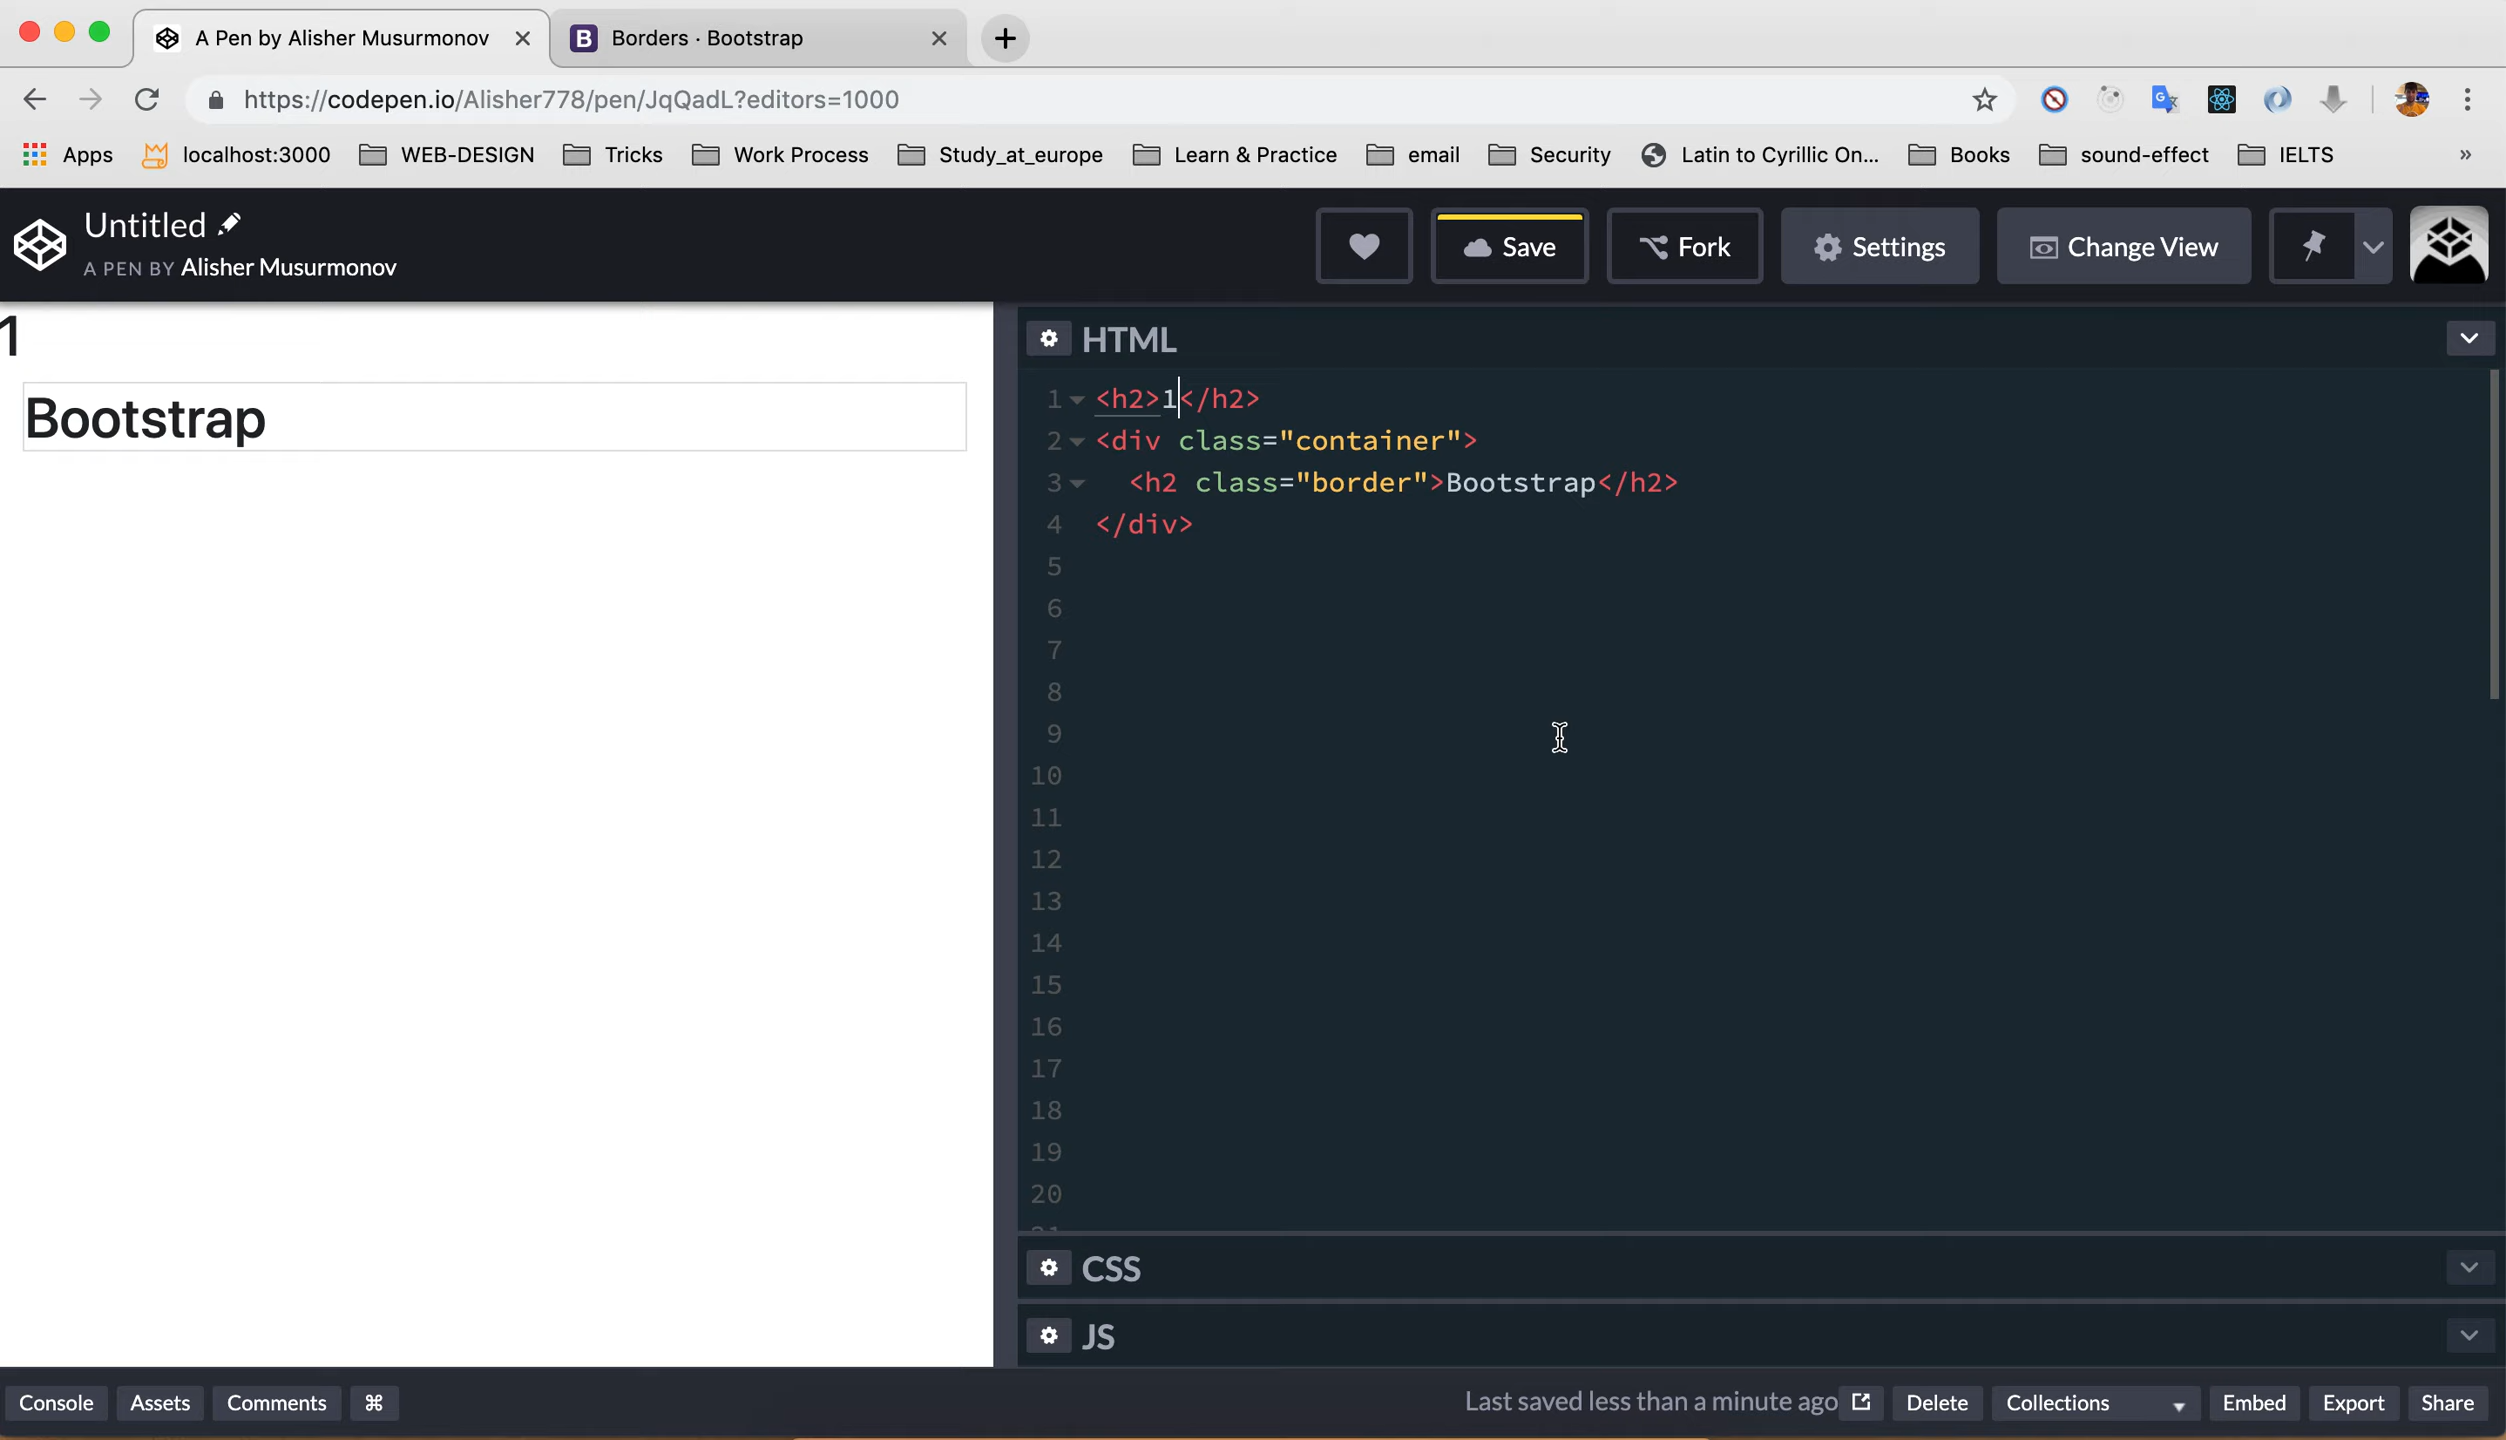 A Pen by Alisher Musurmonov
B Borders · Bootstrap
https://codepen.io/Alisher778/pen/JqQadL?editors=1000
Apps localhost:3000 WEB-DESIGN Tricks Work Process Study_at_europe Learn & Practice email Security Latin to Cyrillic On... Books sound-effect IELTS »
Untitled
A PEN BY Alisher Musurmonov
Save Fork Settings Change View
1
Bootstrap
HTML
1 <h2>1</h2>
2 <div class="container">
3 <h2 class="border">Bootstrap</h2>
4 </div>
5
6
7
8
9
10
11
12
13
14
15
16
17
18
19
20
21
CSS
JS
Console Assets Comments ⌘ Last saved less than a minute ago Delete Collections Embed Export Share